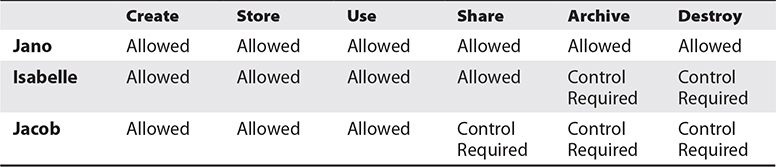 Create Store Use Share Archive Destroy
Jano Allowed Allowed Allowed Allowed Allowed Allowed
Isabelle Allowed Allowed Allowed Allowed Control Required Control Required
Jacob Allowed Allowed Allowed Control Required Control Required Control Required